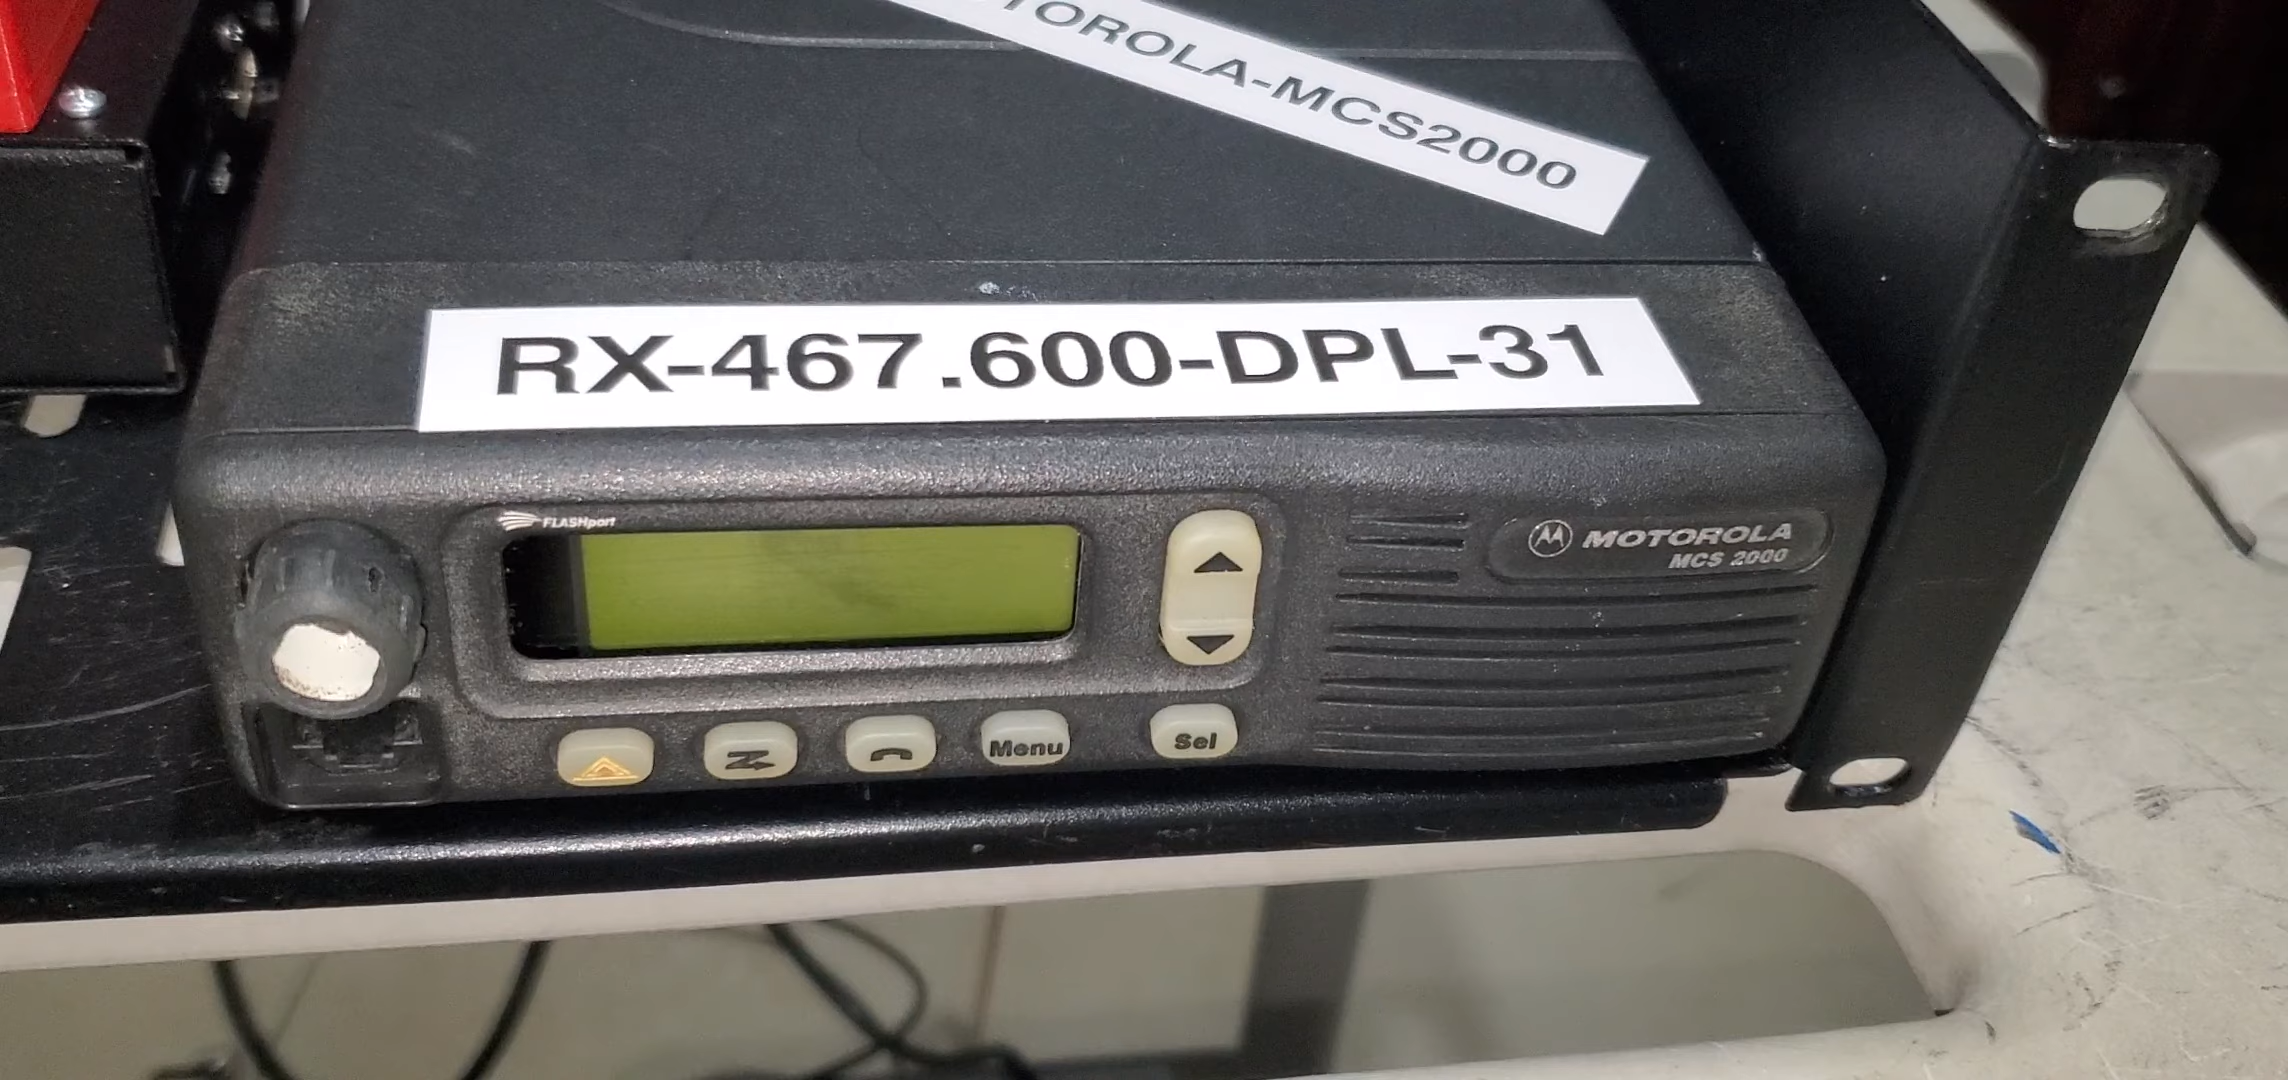 TOROLA-MCS2000
RX-467.600-DPL-31
FLASHport
MOTOROLA
MCS 2000
Menu
Sel